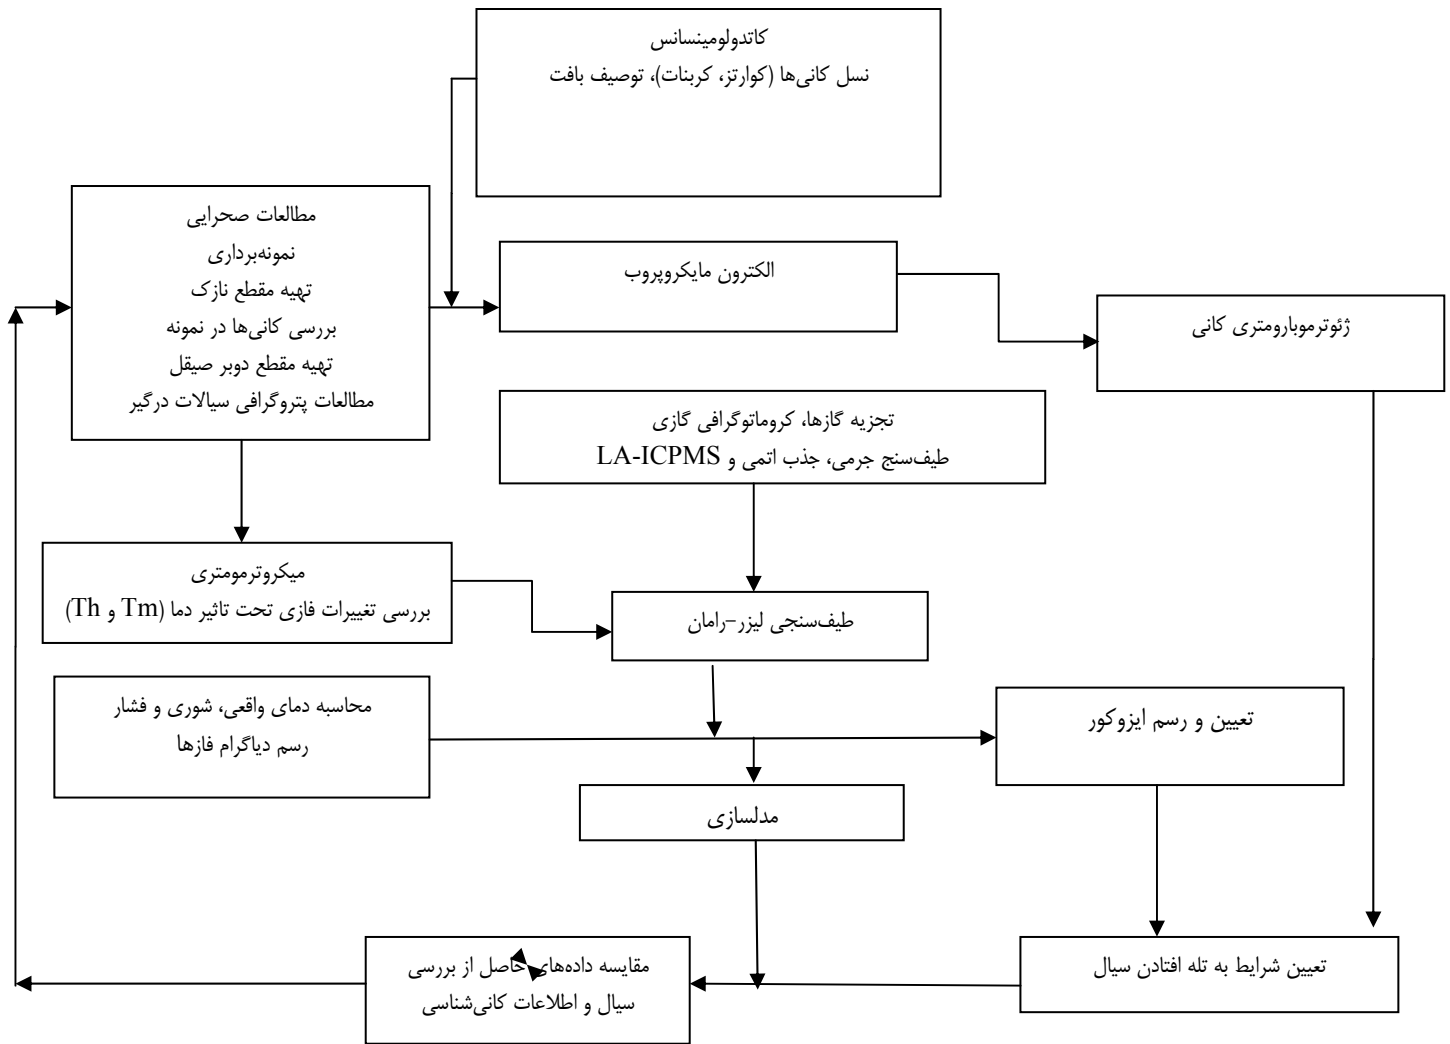 کاتدولومینسانس
نسل کانی‌ها (کوارتز، کربنات)، توصیف بافت
مطالعات صحرایی
نمونه‌برداری
تهیه مقطع نازک
بررسی کانی‌ها در نمونه
تهیه مقطع دوبر صیقل
مطالعات پتروگرافی سیالات درگیر
الکترون مایکروپروب
ژئوترموبارومتری کانی
تجزیه گازها، کروماتوگرافی گازی
طیف‌سنج جرمی، جذب اتمی و LA-ICPMS
میکروترمومتری
بررسی تغییرات فازی تحت تاثیر دما (Tm و Th)
طیف‌سنجی لیزر-رامان
محاسبه دمای واقعی، شوری و فشار
رسم دیاگرام فازها
تعیین و رسم ایزوکور
مدلسازی
تعیین شرایط به تله افتادن سیال
مقایسه داده‌های حاصل از بررسی
سیال و اطلاعات کانی‌شناسی